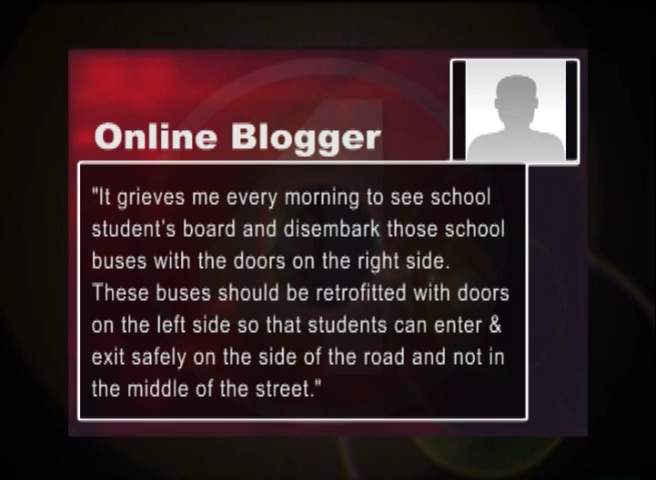 Online Blogger
"It grieves me every morning to see school
student's board and disembark those school
buses with the doors on the right side.
These buses should be retrofitted with doors
on the left side so that students can enter &
exit safely on the side of the road and not in
the middle of the street."